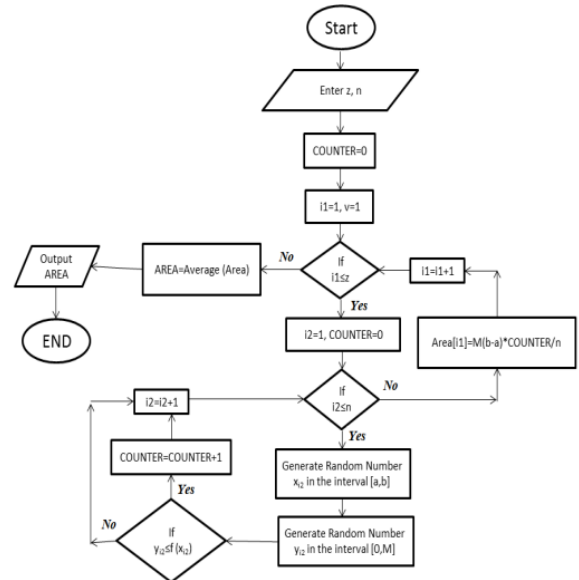 Start
Enter z, n
COUNTER=0
i1=1, v=1
If
i1≤z
No
Yes
AREA=Average (Area)
Output
AREA
END
i1=i1+1
i2=1, COUNTER=0
Area[i1]=M(b-a)*COUNTER/n
If
i2≤n
No
Yes
i2=i2+1
COUNTER=COUNTER+1
Generate Random Number
xi2 in the interval [a,b]
Generate Random Number
yi2 in the interval [0,M]
Yes
No
If
yi2≤f (xi2)